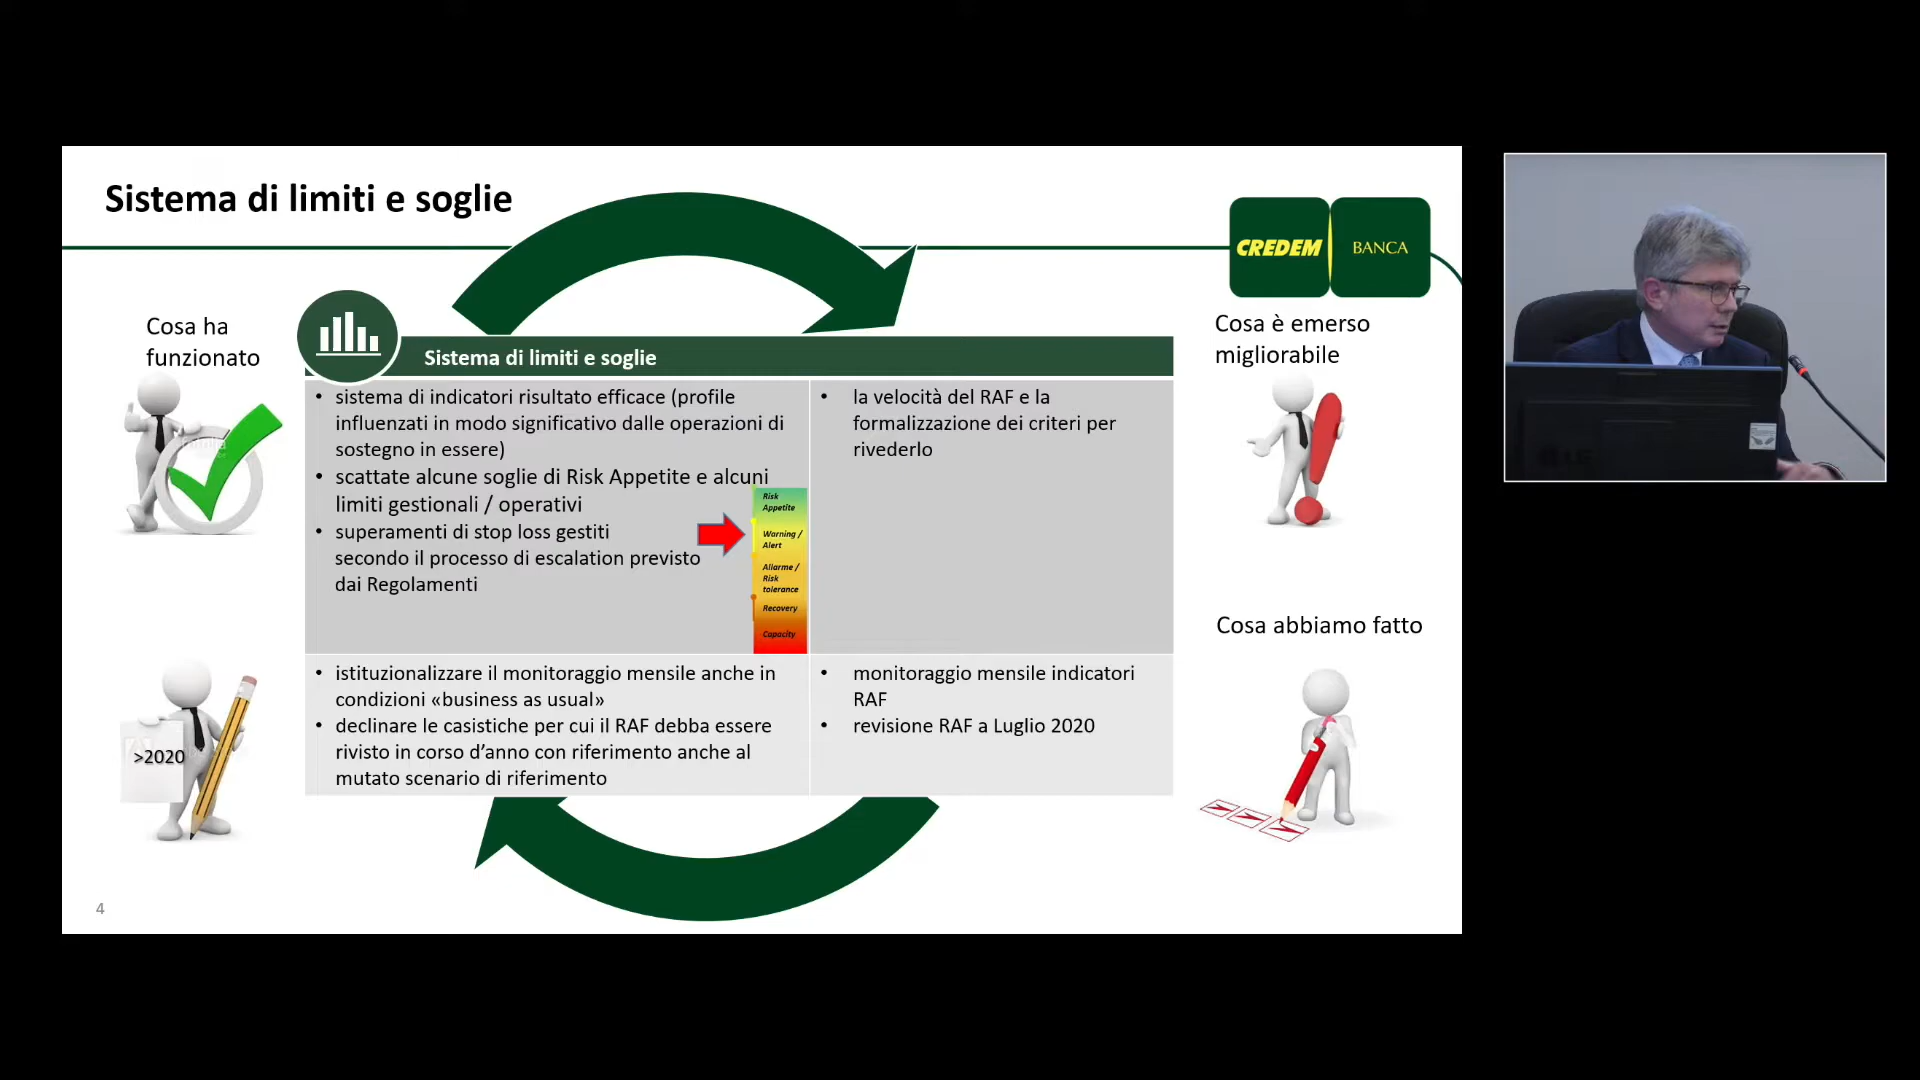 Sistema di limiti e soglie
CREDEM BANCA
Cosa ha
funzionato
Sistema di limiti e soglie
• sistema di indicatori risultato efficace (profile
influenzati in modo significativo dalle operazioni di
sostegno in essere)
• scattate alcune soglie di Risk Appetite e alcuni
limiti gestionali / operativi
• superamenti di stop loss gestiti
secondo il processo di escalation previsto
dai Regolamenti
Risk
Appetite
Warning /
Alert
Allarme /
Risk
tolerance
Recovery
Capacity
• la velocità del RAF e la
formalizzazione dei criteri per
rivederlo
Cosa è emerso
migliorabile
>2020
• istituzionalizzare il monitoraggio mensile anche in
condizioni «business as usual»
• declinare le casistiche per cui il RAF debba essere
rivisto in corso d’anno con riferimento anche al
mutato scenario di riferimento
• monitoraggio mensile indicatori
RAF
• revisione RAF a Luglio 2020
Cosa abbiamo fatto
4